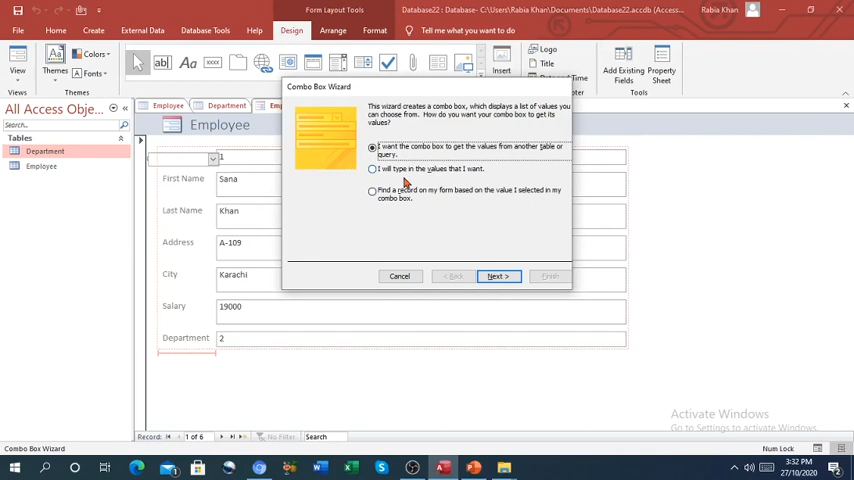 Form Layout Tools
Database22.accdb : Database- C:\Users\Rabia Khan\Documents\Database22.accdb (Access...
Rabia Khan
File Home Create External Data Database Tools Help Design Arrange Format Tell me what you want to do
View
Themes
Colors
Fonts
Aa
ab
Aa
xxxx
Insert
Logo
Title
Date and Time
Add Existing Fields
Property Sheet
Views
Themes
Tools
All Access Obje...
Search...
Tables
Department
Employee
Employee
Department
Emp
Employee
1
First Name Sana
Last Name Khan
Address A-109
City Karachi
Salary 19000
Department 2
Combo Box Wizard
This wizard creates a combo box, which displays a list of values you
can choose from. How do you want your combo box to get its
values?
I want the combo box to get the values from another table or
query.
I will type in the values that I want.
Find a record on my form based on the value I selected in my
combo box.
Cancel < Back Next > Finish
Activate Windows
Go to Settings to activate Windows.
Record: 1 of 6 No Filter Search
Combo Box Wizard
Num Lock
3:32 PM
27/10/2020